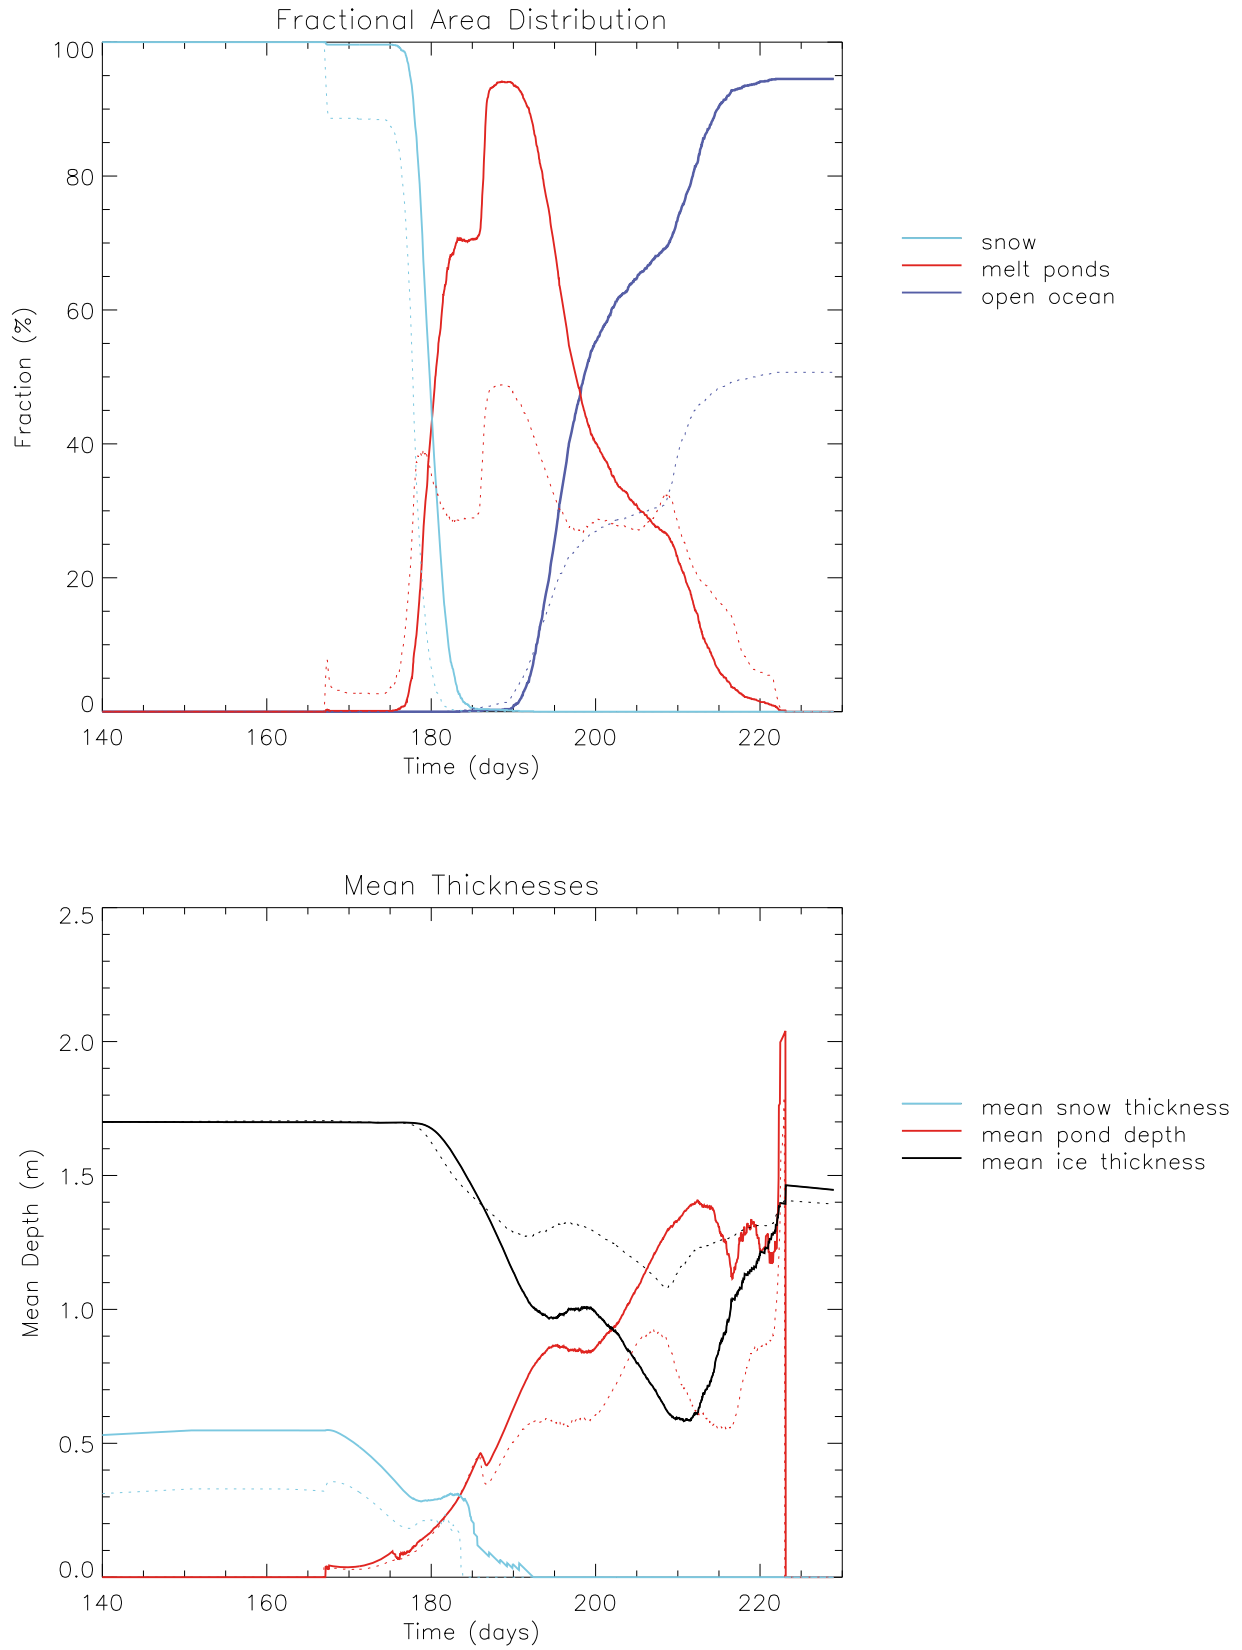 Fractional Area Distribution
100
80
60
40
20
0
Fraction (%)
140 160 180 200 220
Time (days)
snow
melt ponds
open ocean
Mean Thicknesses
2.5
2.0
1.5
1.0
0.5
0.0
Mean Depth (m)
140 160 180 200 220
Time (days)
mean snow thickness
mean pond depth
mean ice thickness